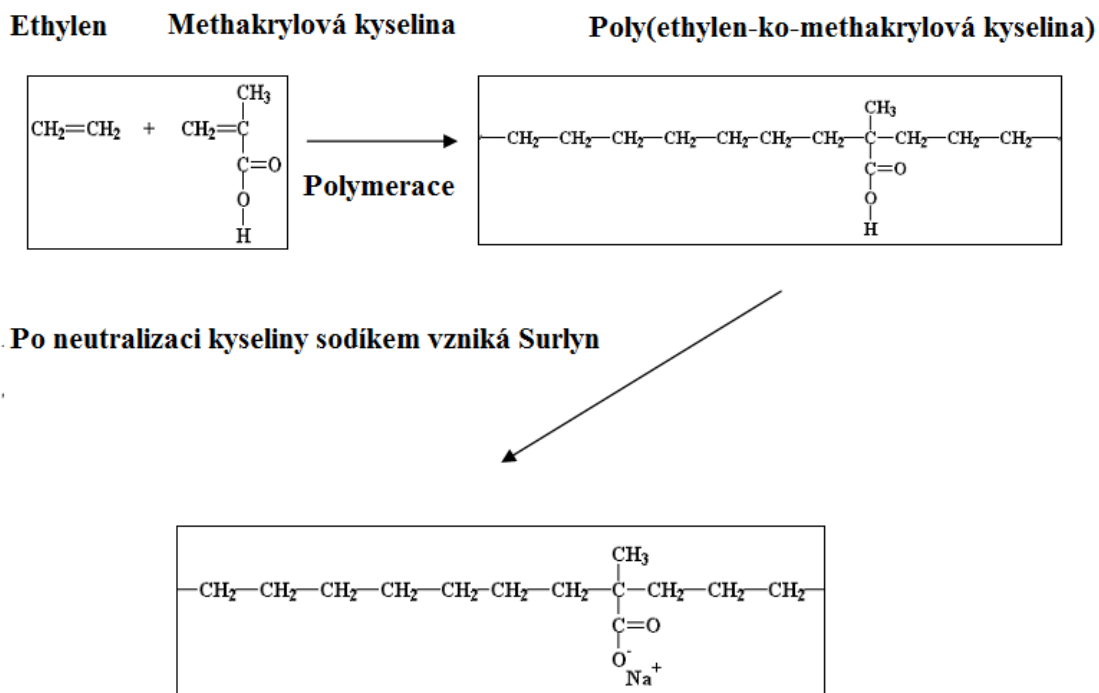 Ethylen Methakrylová kyselina Poly(ethylen-ko-methakrylová kyselina)
CH3 CH3
CH2=CH2 + CH2=C —CH2—CH2—CH2—CH2—CH2—CH2—CH2—C—CH2—CH2—CH2—
C=O C=O
Polymerace
O O
H H
Po neutralizaci kyseliny sodíkem vzniká Surlyn
CH3
—CH2—CH2—CH2—CH2—CH2—CH2—CH2—C—CH2—CH2—CH2—
C=O
O-
Na+